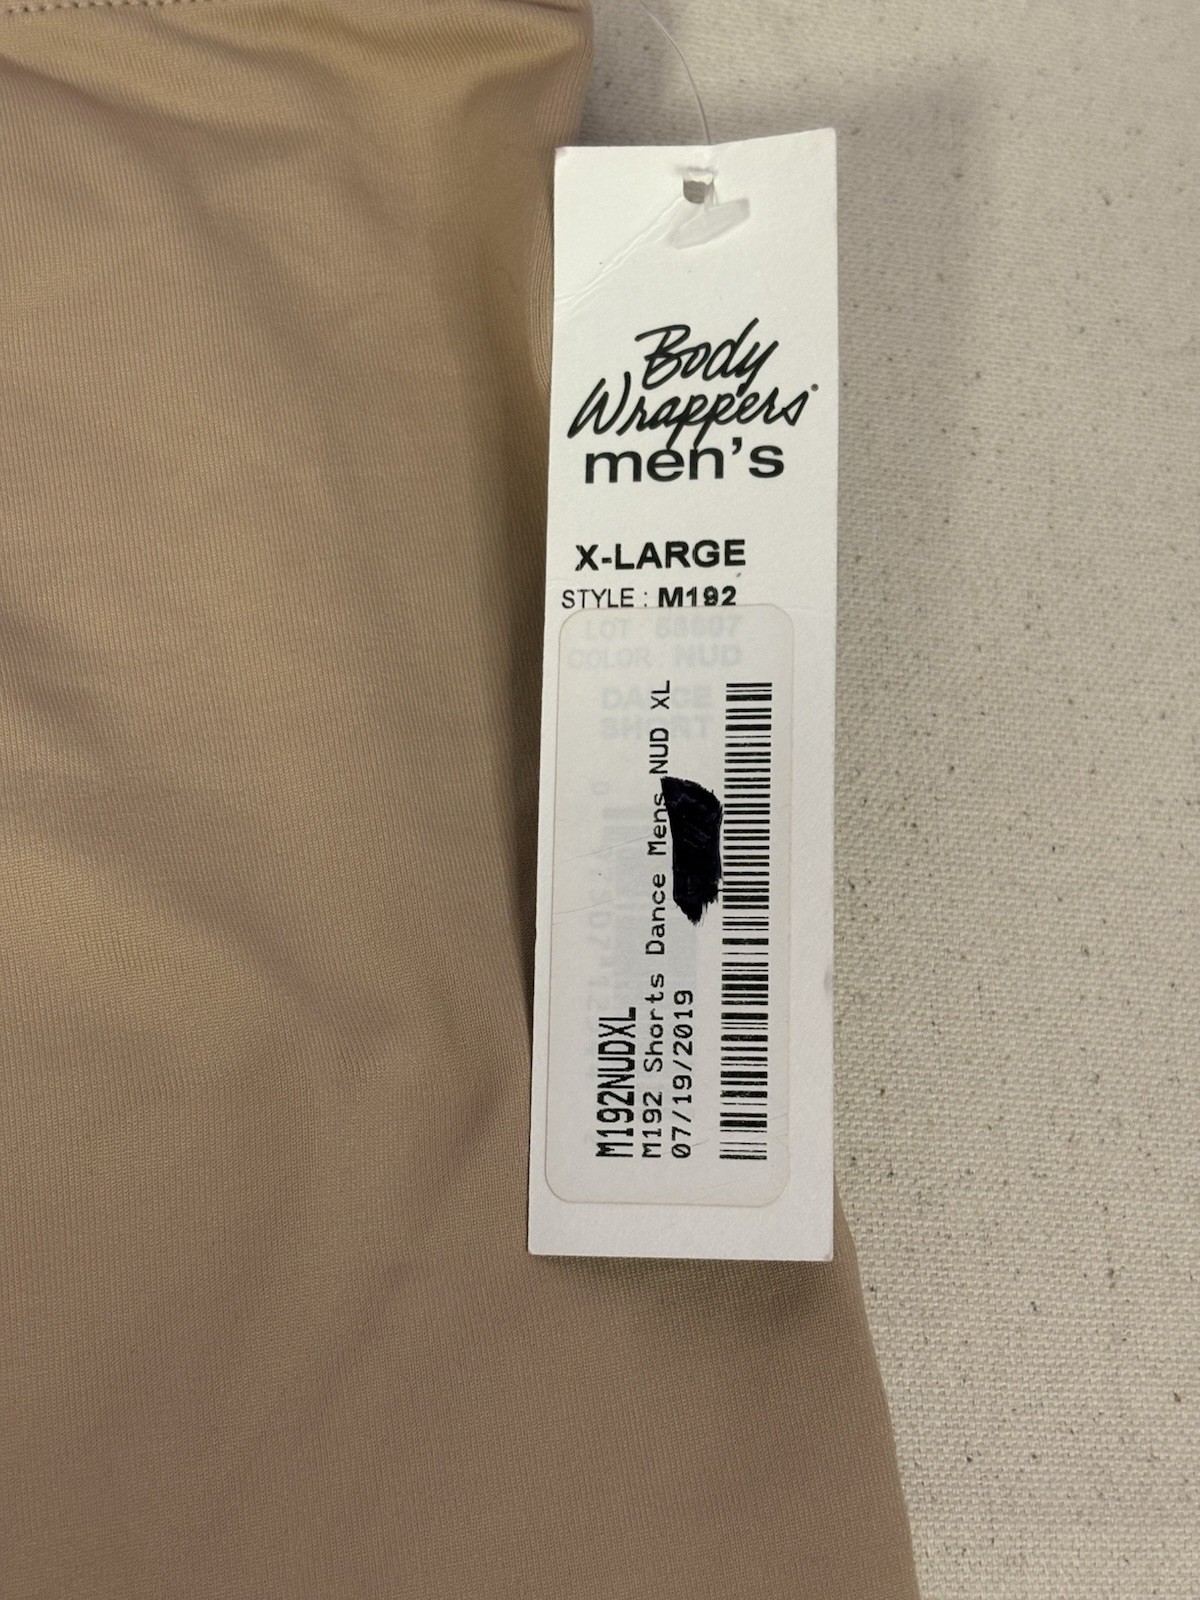 Body
Wrappers
men's
X-LARGE
STYLE : M192
LOT
COLOR NUD
DANCE
SHORT
M192NUDXL
M192 Shorts Dance Mens NUD XL
07/19/2019